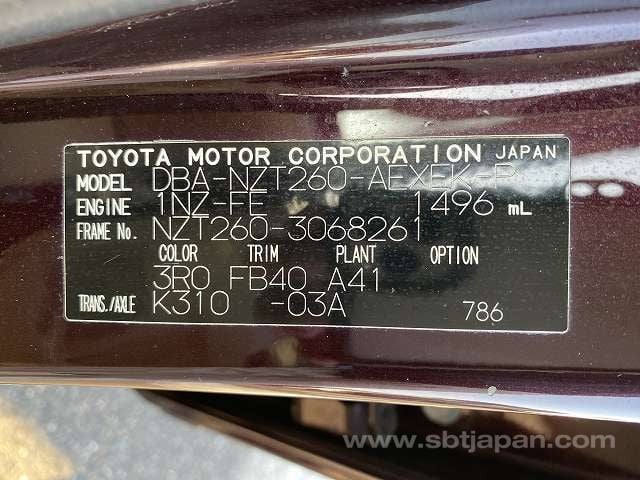 TOYOTA MOTOR CORPORATION JAPAN
MODEL DBA-NZT260-AEXEK-P
ENGINE 1NZ-FE 1496 mL
FRAME No. NZT260-3068261
COLOR TRIM PLANT OPTION
3R0 FB40 A41
TRANS./AXLE K310 -03A 786
www.sbtjapan.com